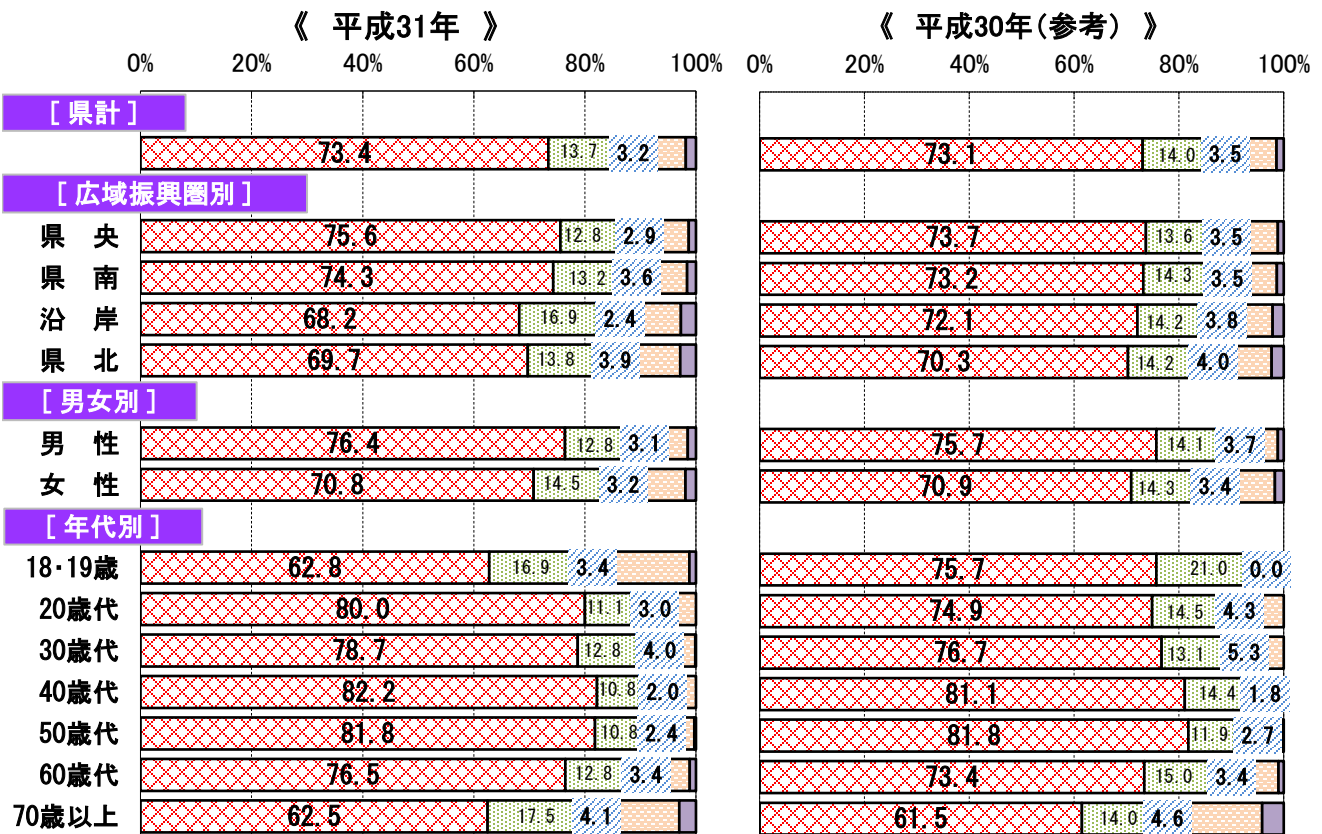 《 平成31年 》 《 平成30年(参考) 》
0% 20% 40% 60% 80% 100% 0% 20% 40% 60% 80% 100%
[ 県計 ]
73.4 13.7 3.2 73.1 14.0 3.5
[ 広域振興圏別 ]
県 央 75.6 12.8 2.9 73.7 13.6 3.5
県 南 74.3 13.2 3.6 73.2 14.3 3.5
沿 岸 68.2 16.9 2.4 72.1 14.2 3.8
県 北 69.7 13.8 3.9 70.3 14.2 4.0
[ 男女別 ]
男 性 76.4 12.8 3.1 75.7 14.1 3.7
女 性 70.8 14.5 3.2 70.9 14.3 3.4
[ 年代別 ]
18・19歳 62.8 16.9 3.4 75.7 21.0 0.0
20歳代 80.0 11.1 3.0 74.9 14.5 4.3
30歳代 78.7 12.8 4.0 76.7 13.1 5.3
40歳代 82.2 10.8 2.0 81.1 14.4 1.8
50歳代 81.8 10.8 2.4 81.8 11.9 2.7
60歳代 76.5 12.8 3.4 73.4 15.0 3.4
70歳以上 62.5 17.5 4.1 61.5 14.0 4.6